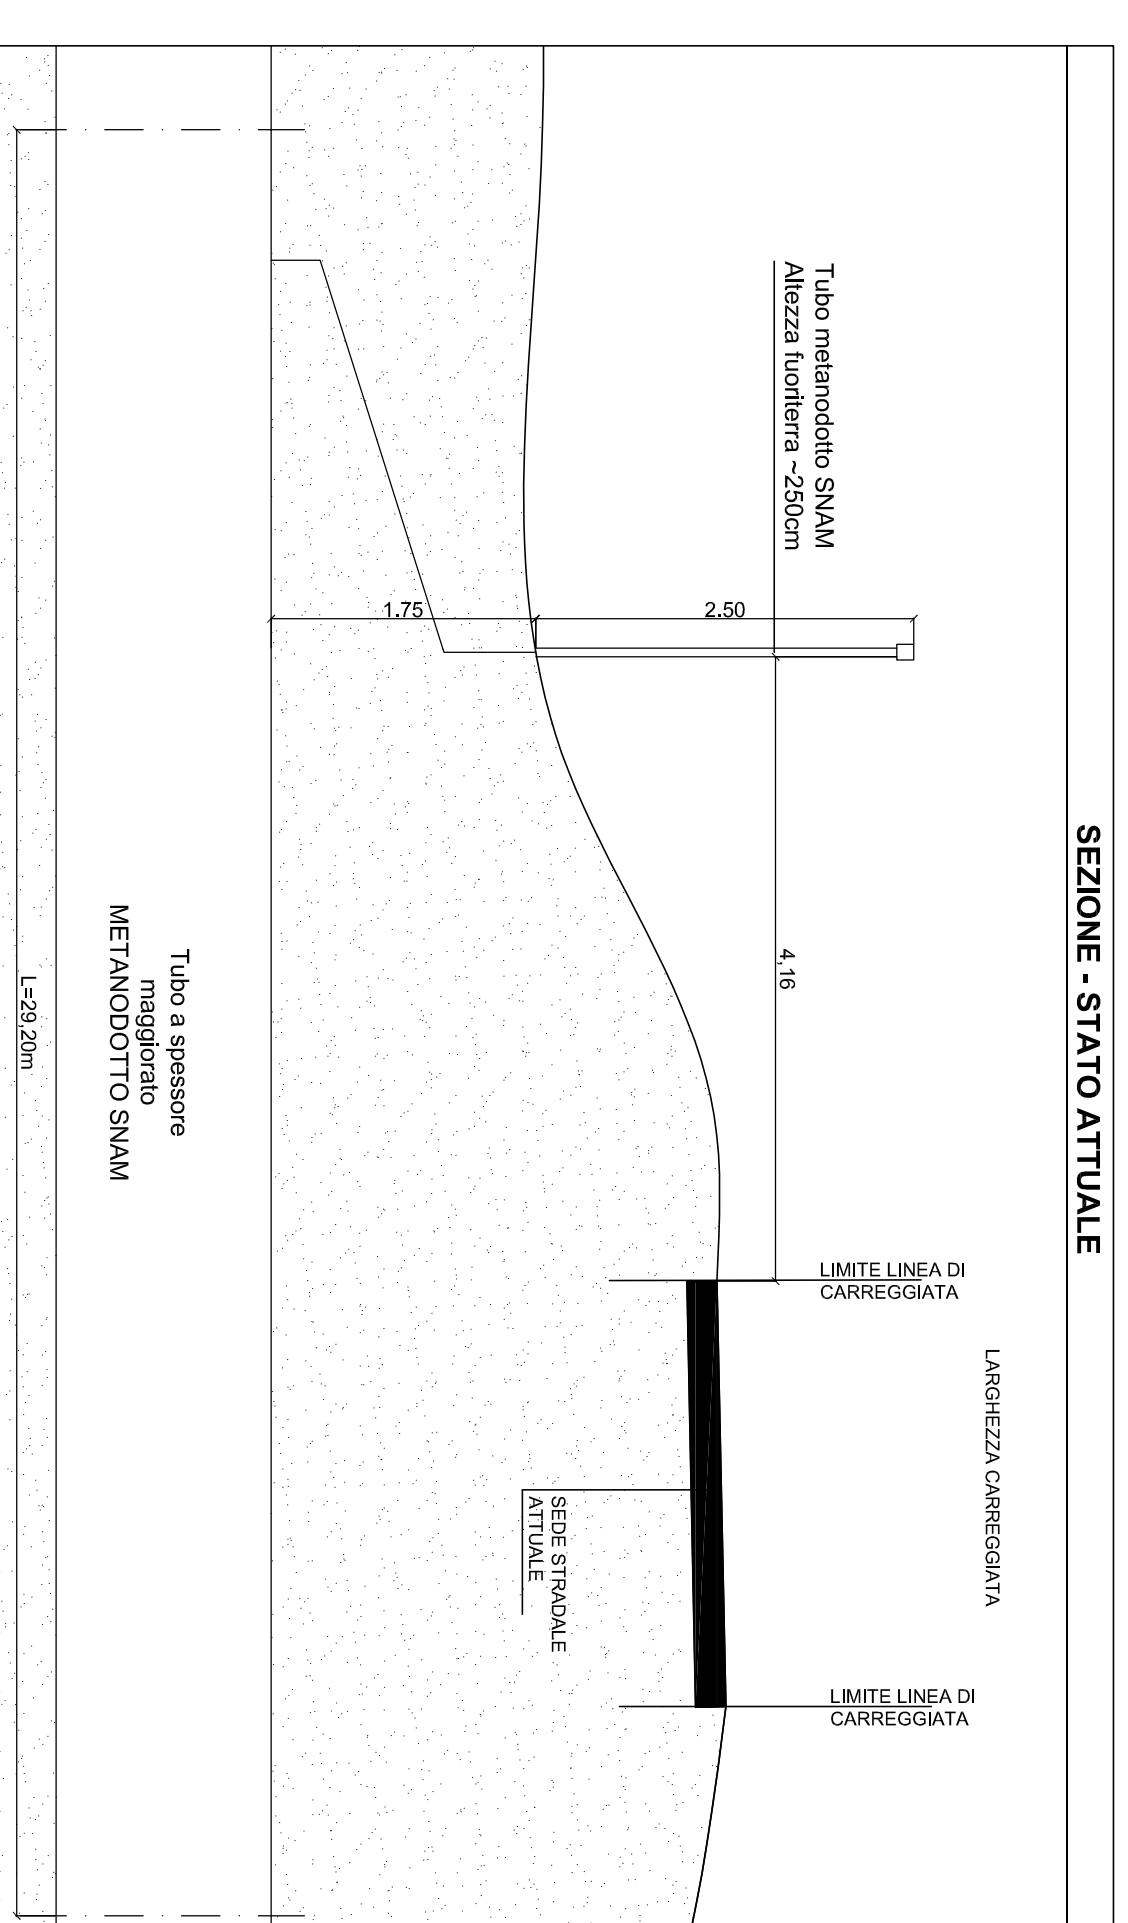 SEZIONE - STATO ATTUALE
Tubo metanodotto SNAM
Altezza fuoriterra ~250cm
2.50
1.75
4,16
LIMITE LINEA DI
CARREGGIATA
LARGHEZZA CARREGGIATA
LIMITE LINEA DI
CARREGGIATA
SEDE STRADALE
ATTUALE
Tubo a spessore
maggiorato
METANODOTTO SNAM
L=29,20m